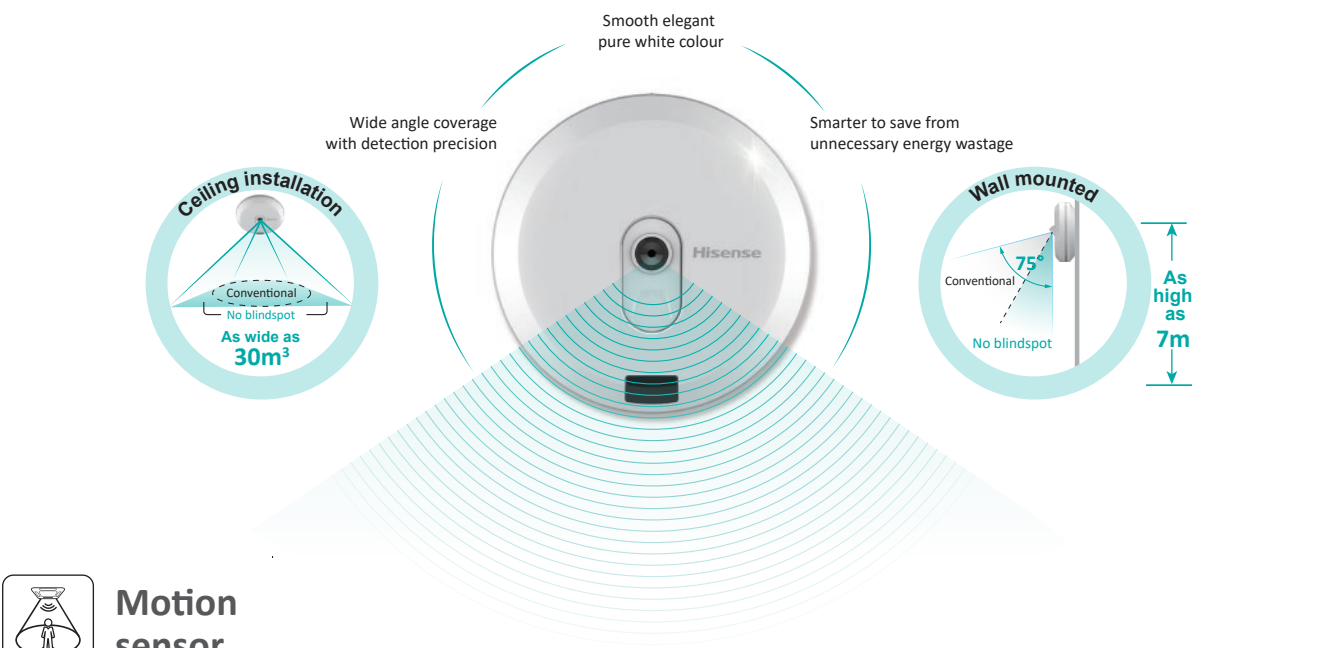 Smooth elegant
pure white colour
Wide angle coverage
with detection precision
Smarter to save from
unnecessary energy wastage
Ceiling installation
Conventional
No blindspot
As wide as
30m³
Hisense
Wall mounted
75°
Conventional
No blindspot
As
high
as
7m
Motion
sensor